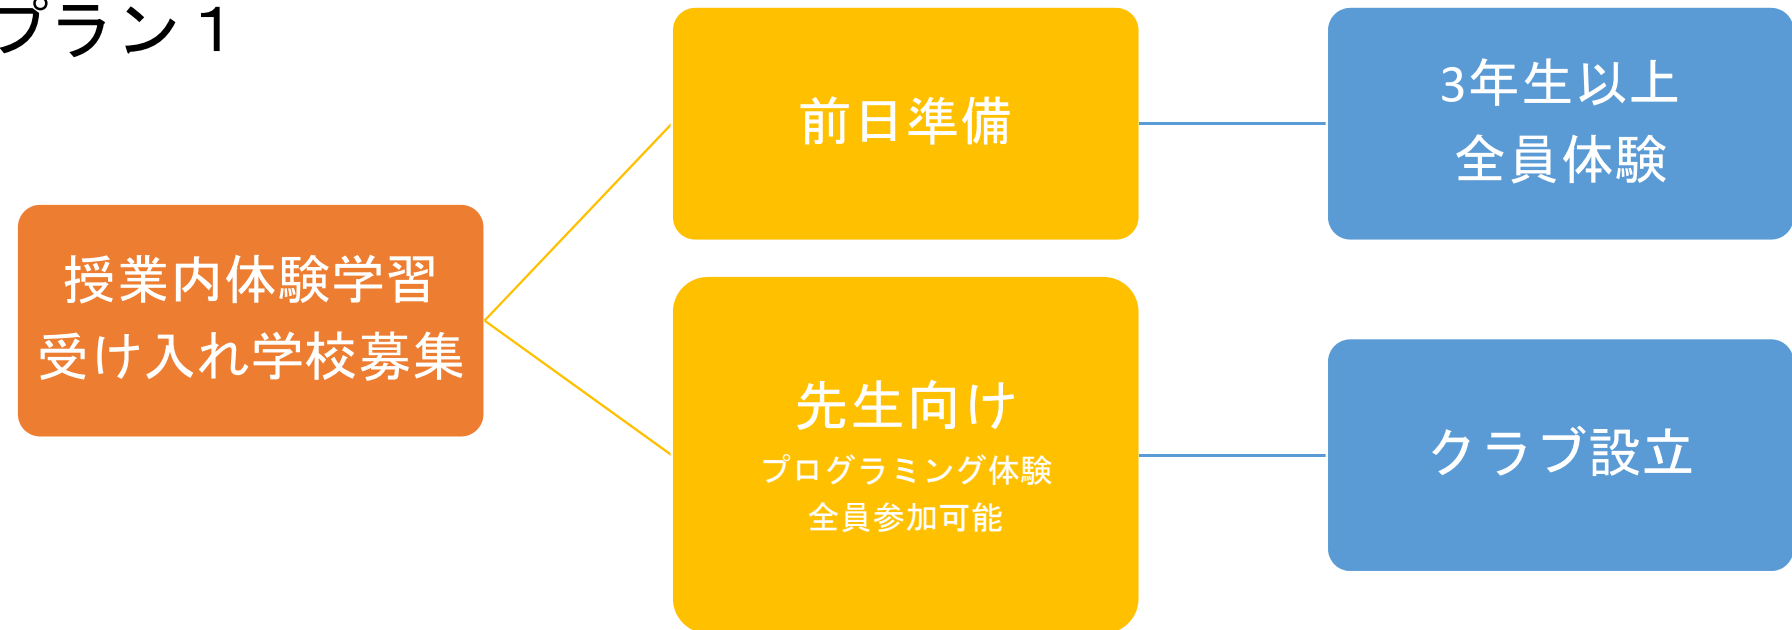 プラン１
授業内体験学習
受け入れ学校募集
前日準備
3年生以上
全員体験
先生向け
プログラミング体験
全員参加可能
クラブ設立